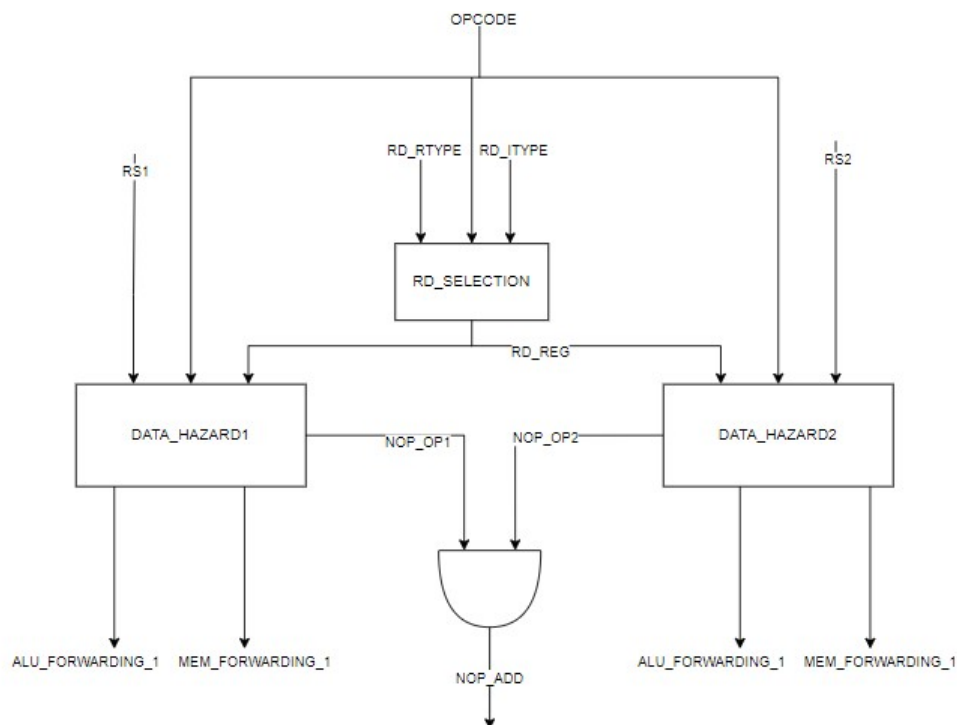 OPCODE
RD_RTYPE
RD_ITYPE
RS1
RS2
RD_SELECTION
RD_REG
DATA_HAZARD1
DATA_HAZARD2
NOP_OP1
NOP_OP2
ALU_FORWARDING_1
MEM_FORWARDING_1
ALU_FORWARDING_1
MEM_FORWARDING_1
NOP_ADD